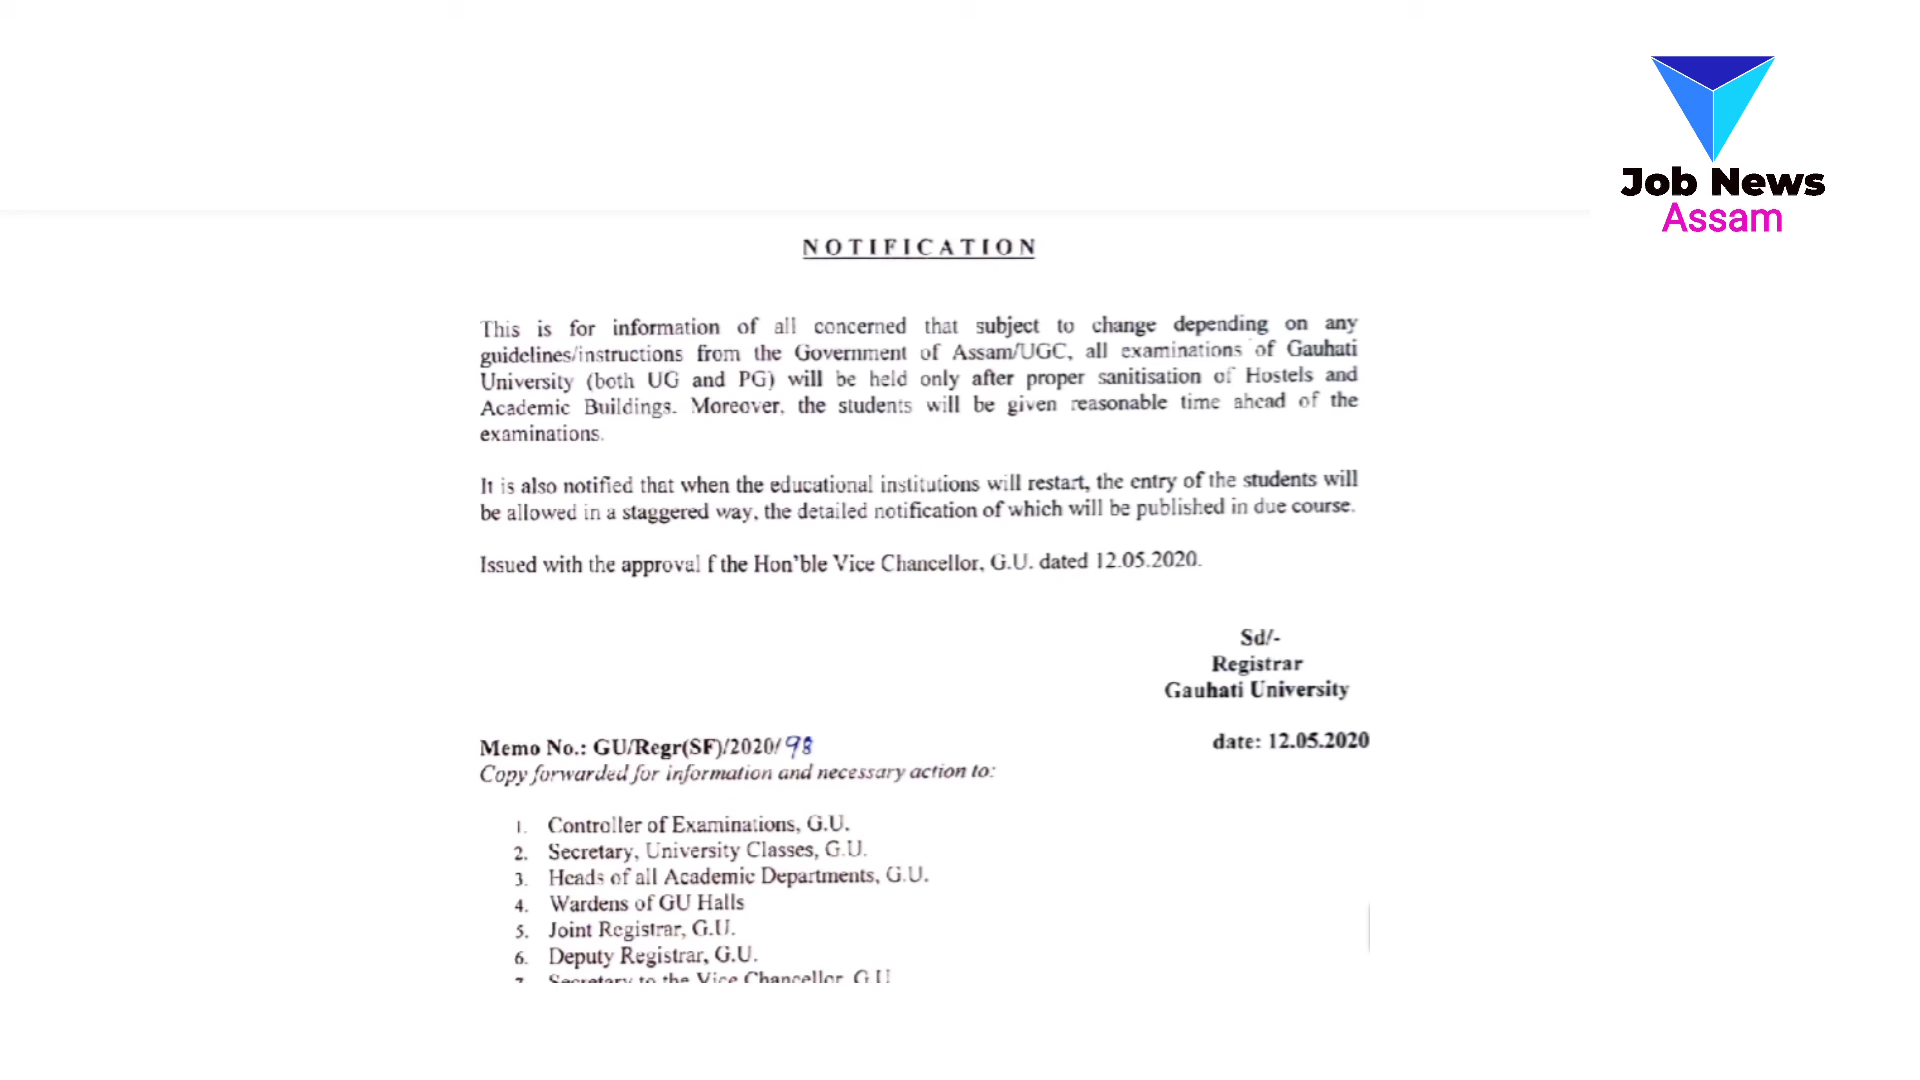 Job News
Assam
NOTIFICATION
This is for information of all concerned that subject to change depending on any
guidelines/instructions from the Government of Assam/UGC, all examinations of Gauhati
University (both UG and PG) will be held only after proper sanitisation of Hostels and
Academic Buildings. Moreover, the students will be given reasonable time ahead of the
examinations.
It is also notified that when the educational institutions will restart, the entry of the students will
be allowed in a staggered way, the detailed notification of which will be published in due course.
Issued with the approval f the Hon'ble Vice Chancellor, G.U. dated 12.05.2020.
Sd/-
Registrar
Gauhati University
Memo No.: GU/Regr(SF)/2020/98 date: 12.05.2020
Copy forwarded for information and necessary action to:
1. Controller of Examinations, G.U.
2. Secretary, University Classes, G.U.
3. Heads of all Academic Departments, G.U.
4. Wardens of GU Halls
5. Joint Registrar, G.U.
6. Deputy Registrar, G.U.
7. Secretary to the Vice Chancellor, G.U